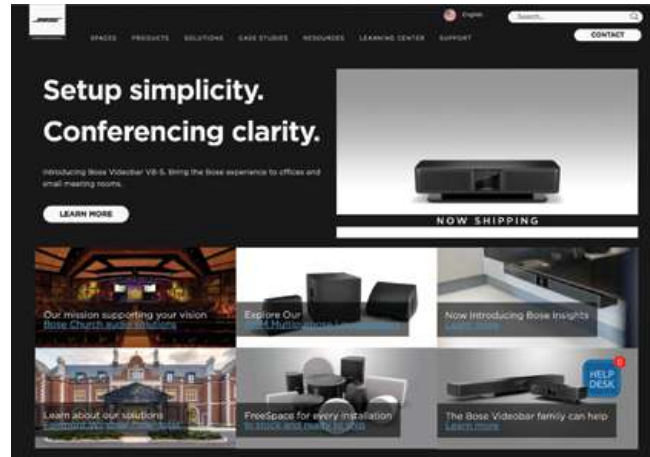 BOSE
English
Search...
SPACES PRODUCTS SOLUTIONS CASE STUDIES RESOURCES LEARNING CENTER SUPPORT
CONTACT
Setup simplicity.
Conferencing clarity.
Introducing Bose Videobar VB-S. Bring the Bose experience to offices and
small meeting rooms.
LEARN MORE
NOW SHIPPING
Our mission supporting your vision
Bose Church audio solutions
Explore Our
Now Introducing Bose Insights
Learn more
Learn about our solutions
FreeSpace for every installation
In stock and ready to ship
The Bose Videobar family can help
Learn more
0
HELP
DESK